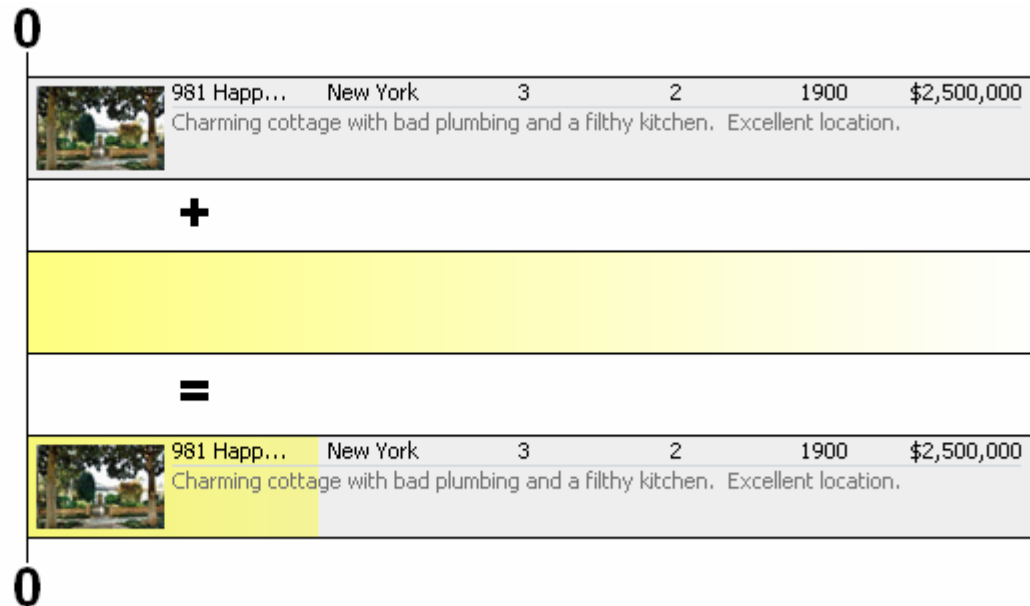 0
981 Happ... New York 3 2 1900 $2,500,000
Charming cottage with bad plumbing and a filthy kitchen.  Excellent location.
+
=
981 Happ... New York 3 2 1900 $2,500,000
Charming cottage with bad plumbing and a filthy kitchen.  Excellent location.
0